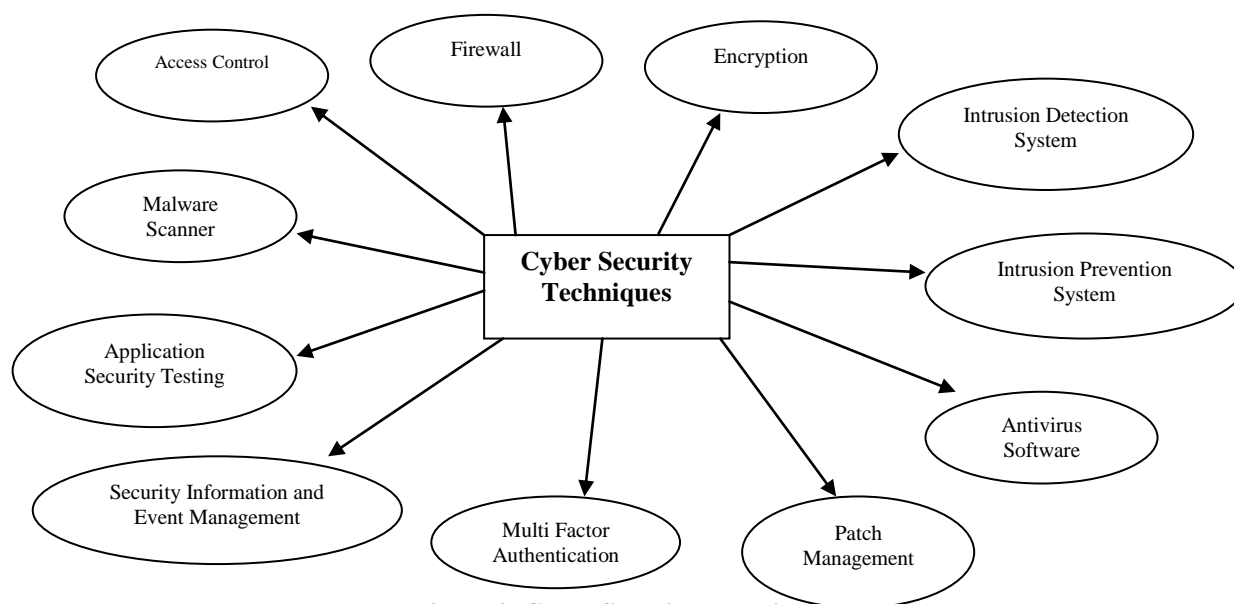 Access Control
Firewall
Encryption
Intrusion Detection
System
Malware
Scanner
Cyber Security
Techniques
Intrusion Prevention
System
Application
Security Testing
Antivirus
Software
Security Information and
Event Management
Multi Factor
Authentication
Patch
Management